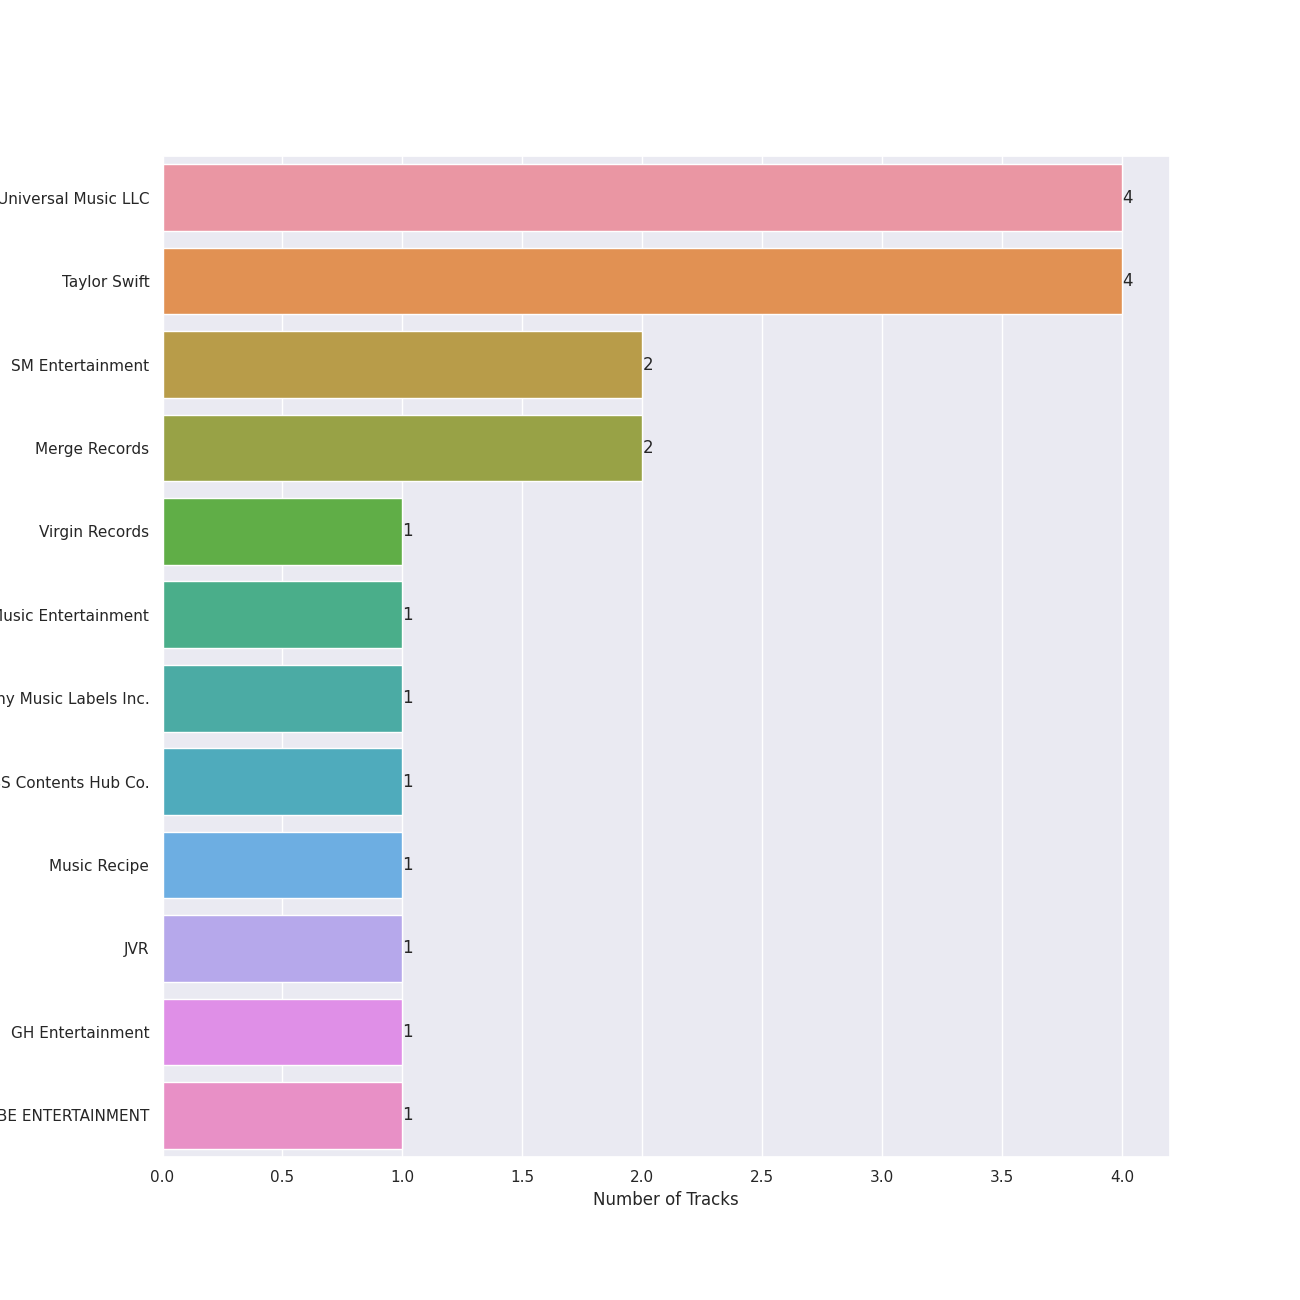 Universal Music LLC 4
Taylor Swift 4
SM Entertainment 2
Merge Records 2
Virgin Records 1
Entertainment 1
Music Labels Inc. 1
Contents Hub Co. 1
Music Recipe 1
JVR 1
GH Entertainment 1
ENTERTAINMENT 1
0.0 0.5 1.0 1.5 2.0 2.5 3.0 3.5 4.0
Number of Tracks